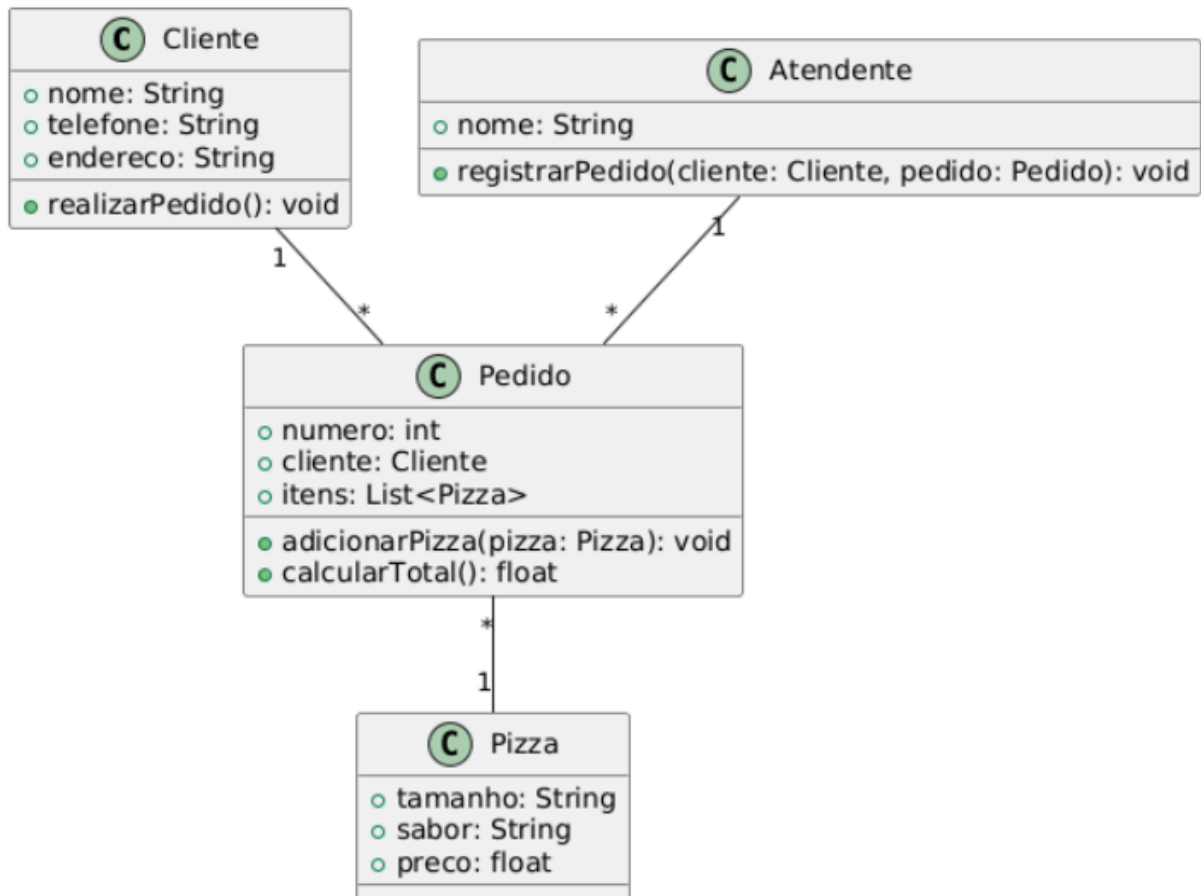 C Cliente
nome: String
telefone: String
endereco: String
realizarPedido(): void
C Atendente
nome: String
registrarPedido(cliente: Cliente, pedido: Pedido): void
1
*
1
*
C Pedido
numero: int
cliente: Cliente
itens: List<Pizza>
adicionarPizza(pizza: Pizza): void
calcularTotal(): float
*
1
C Pizza
tamanho: String
sabor: String
preco: float